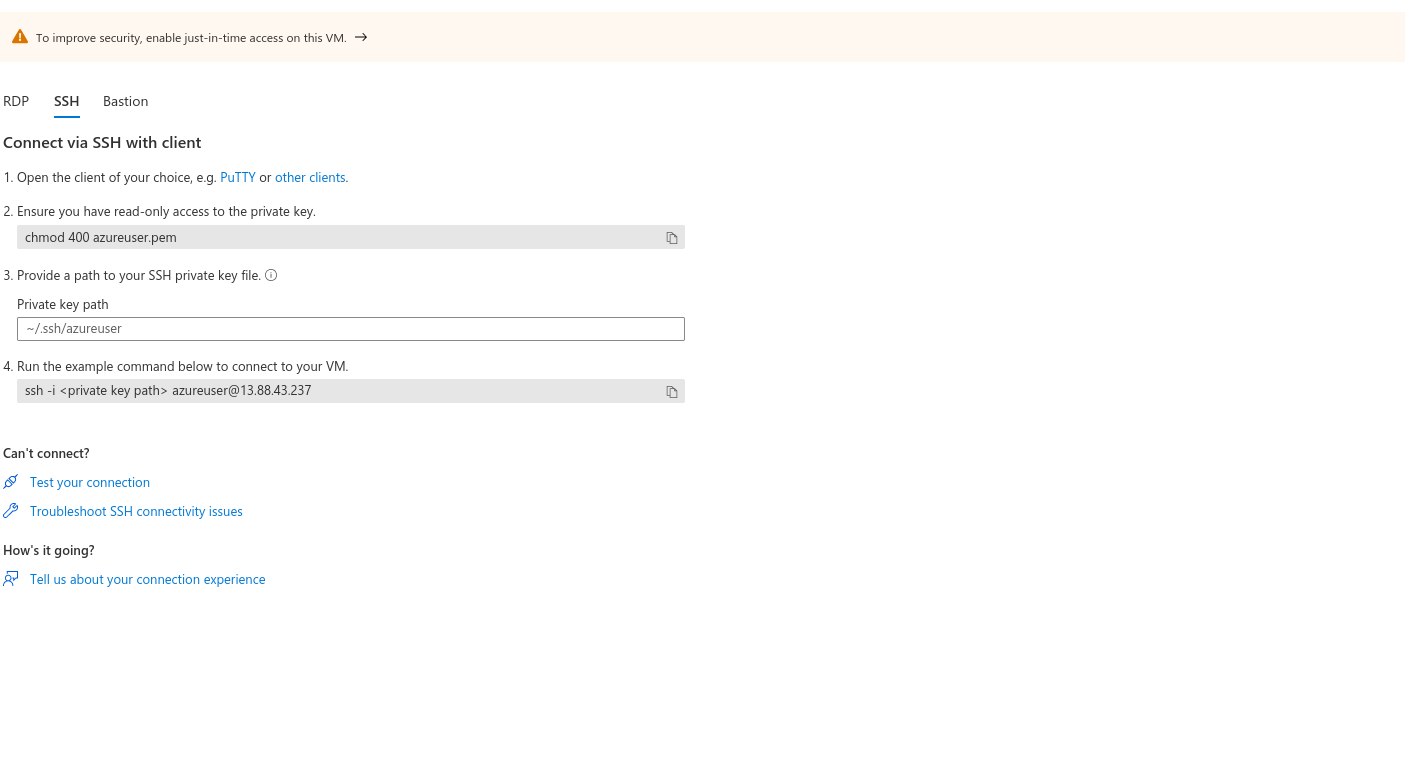 To improve security, enable just-in-time access on this VM. →
RDP SSH Bastion
Connect via SSH with client
1. Open the client of your choice, e.g. PuTTY or other clients.
2. Ensure you have read-only access to the private key.
chmod 400 azureuser.pem
3. Provide a path to your SSH private key file.
Private key path
~/.ssh/azureuser
4. Run the example command below to connect to your VM.
ssh -i <private key path> azureuser@13.88.43.237
Can't connect?
Test your connection
Troubleshoot SSH connectivity issues
How's it going?
Tell us about your connection experience